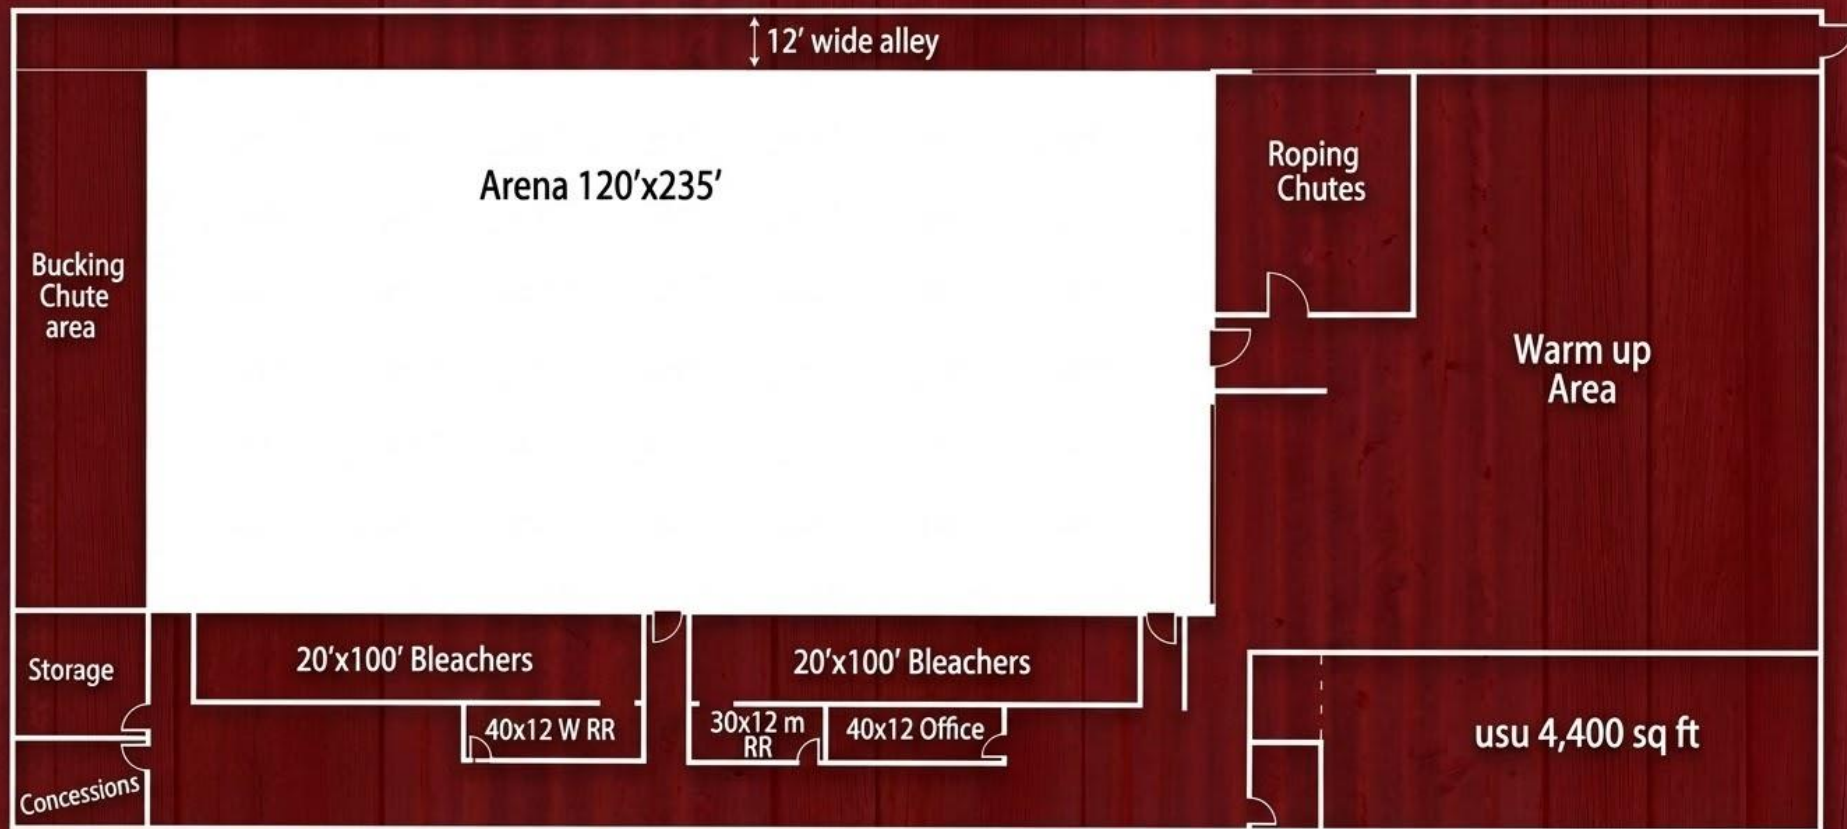 12' wide alley
Arena 120'x235'
Roping
Chutes
Bucking
Chute
area
Warm up
Area
Storage
20'x100' Bleachers
20'x100' Bleachers
40x12 W RR
30x12 m
RR
40x12 Office
usu 4,400 sq ft
Concessions